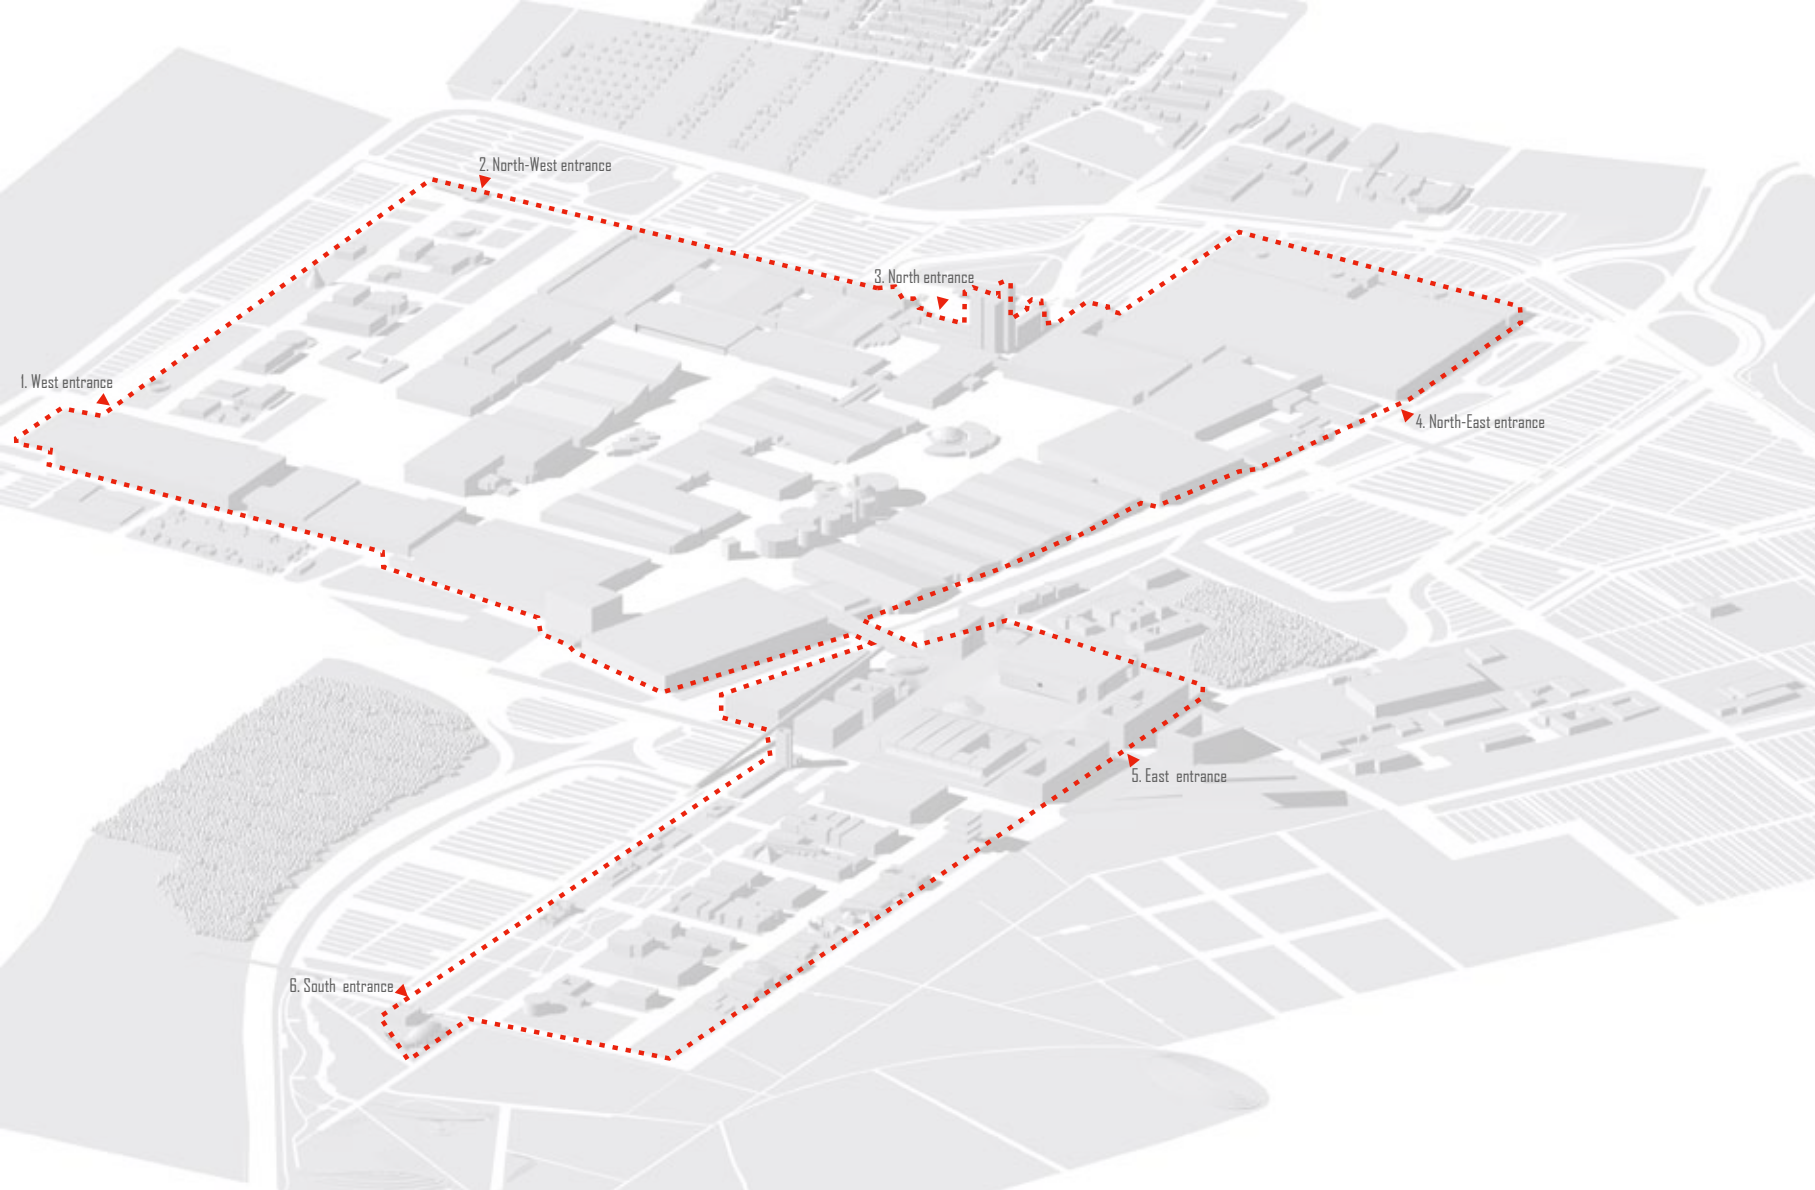 2. North-West entrance
3. North entrance
1. West entrance
4. North-East entrance
5. East entrance
6. South entrance